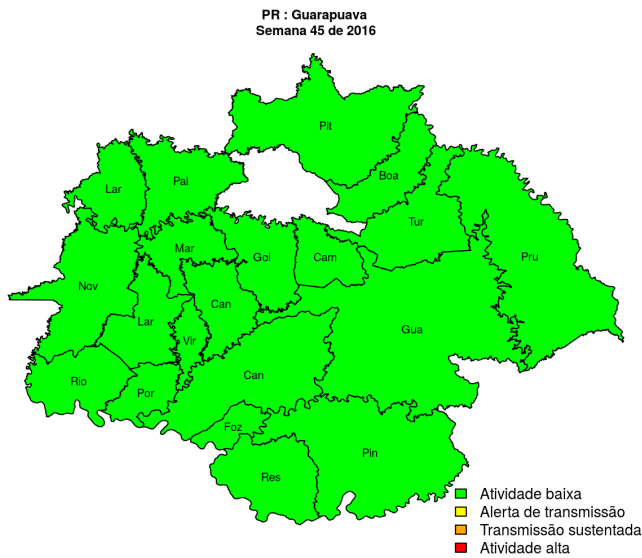 PR : Guarapuava
Semana 45 de 2016
Pit
Boa
Lar
Pal
Tur
Mar
Goi
Cam
Pru
Nov
Can
Lar
Vir
Gua
Rio
Por
Can
Foz
Pin
Res
Atividade baixa
Alerta de transmissão
Transmissão sustentada
Atividade alta